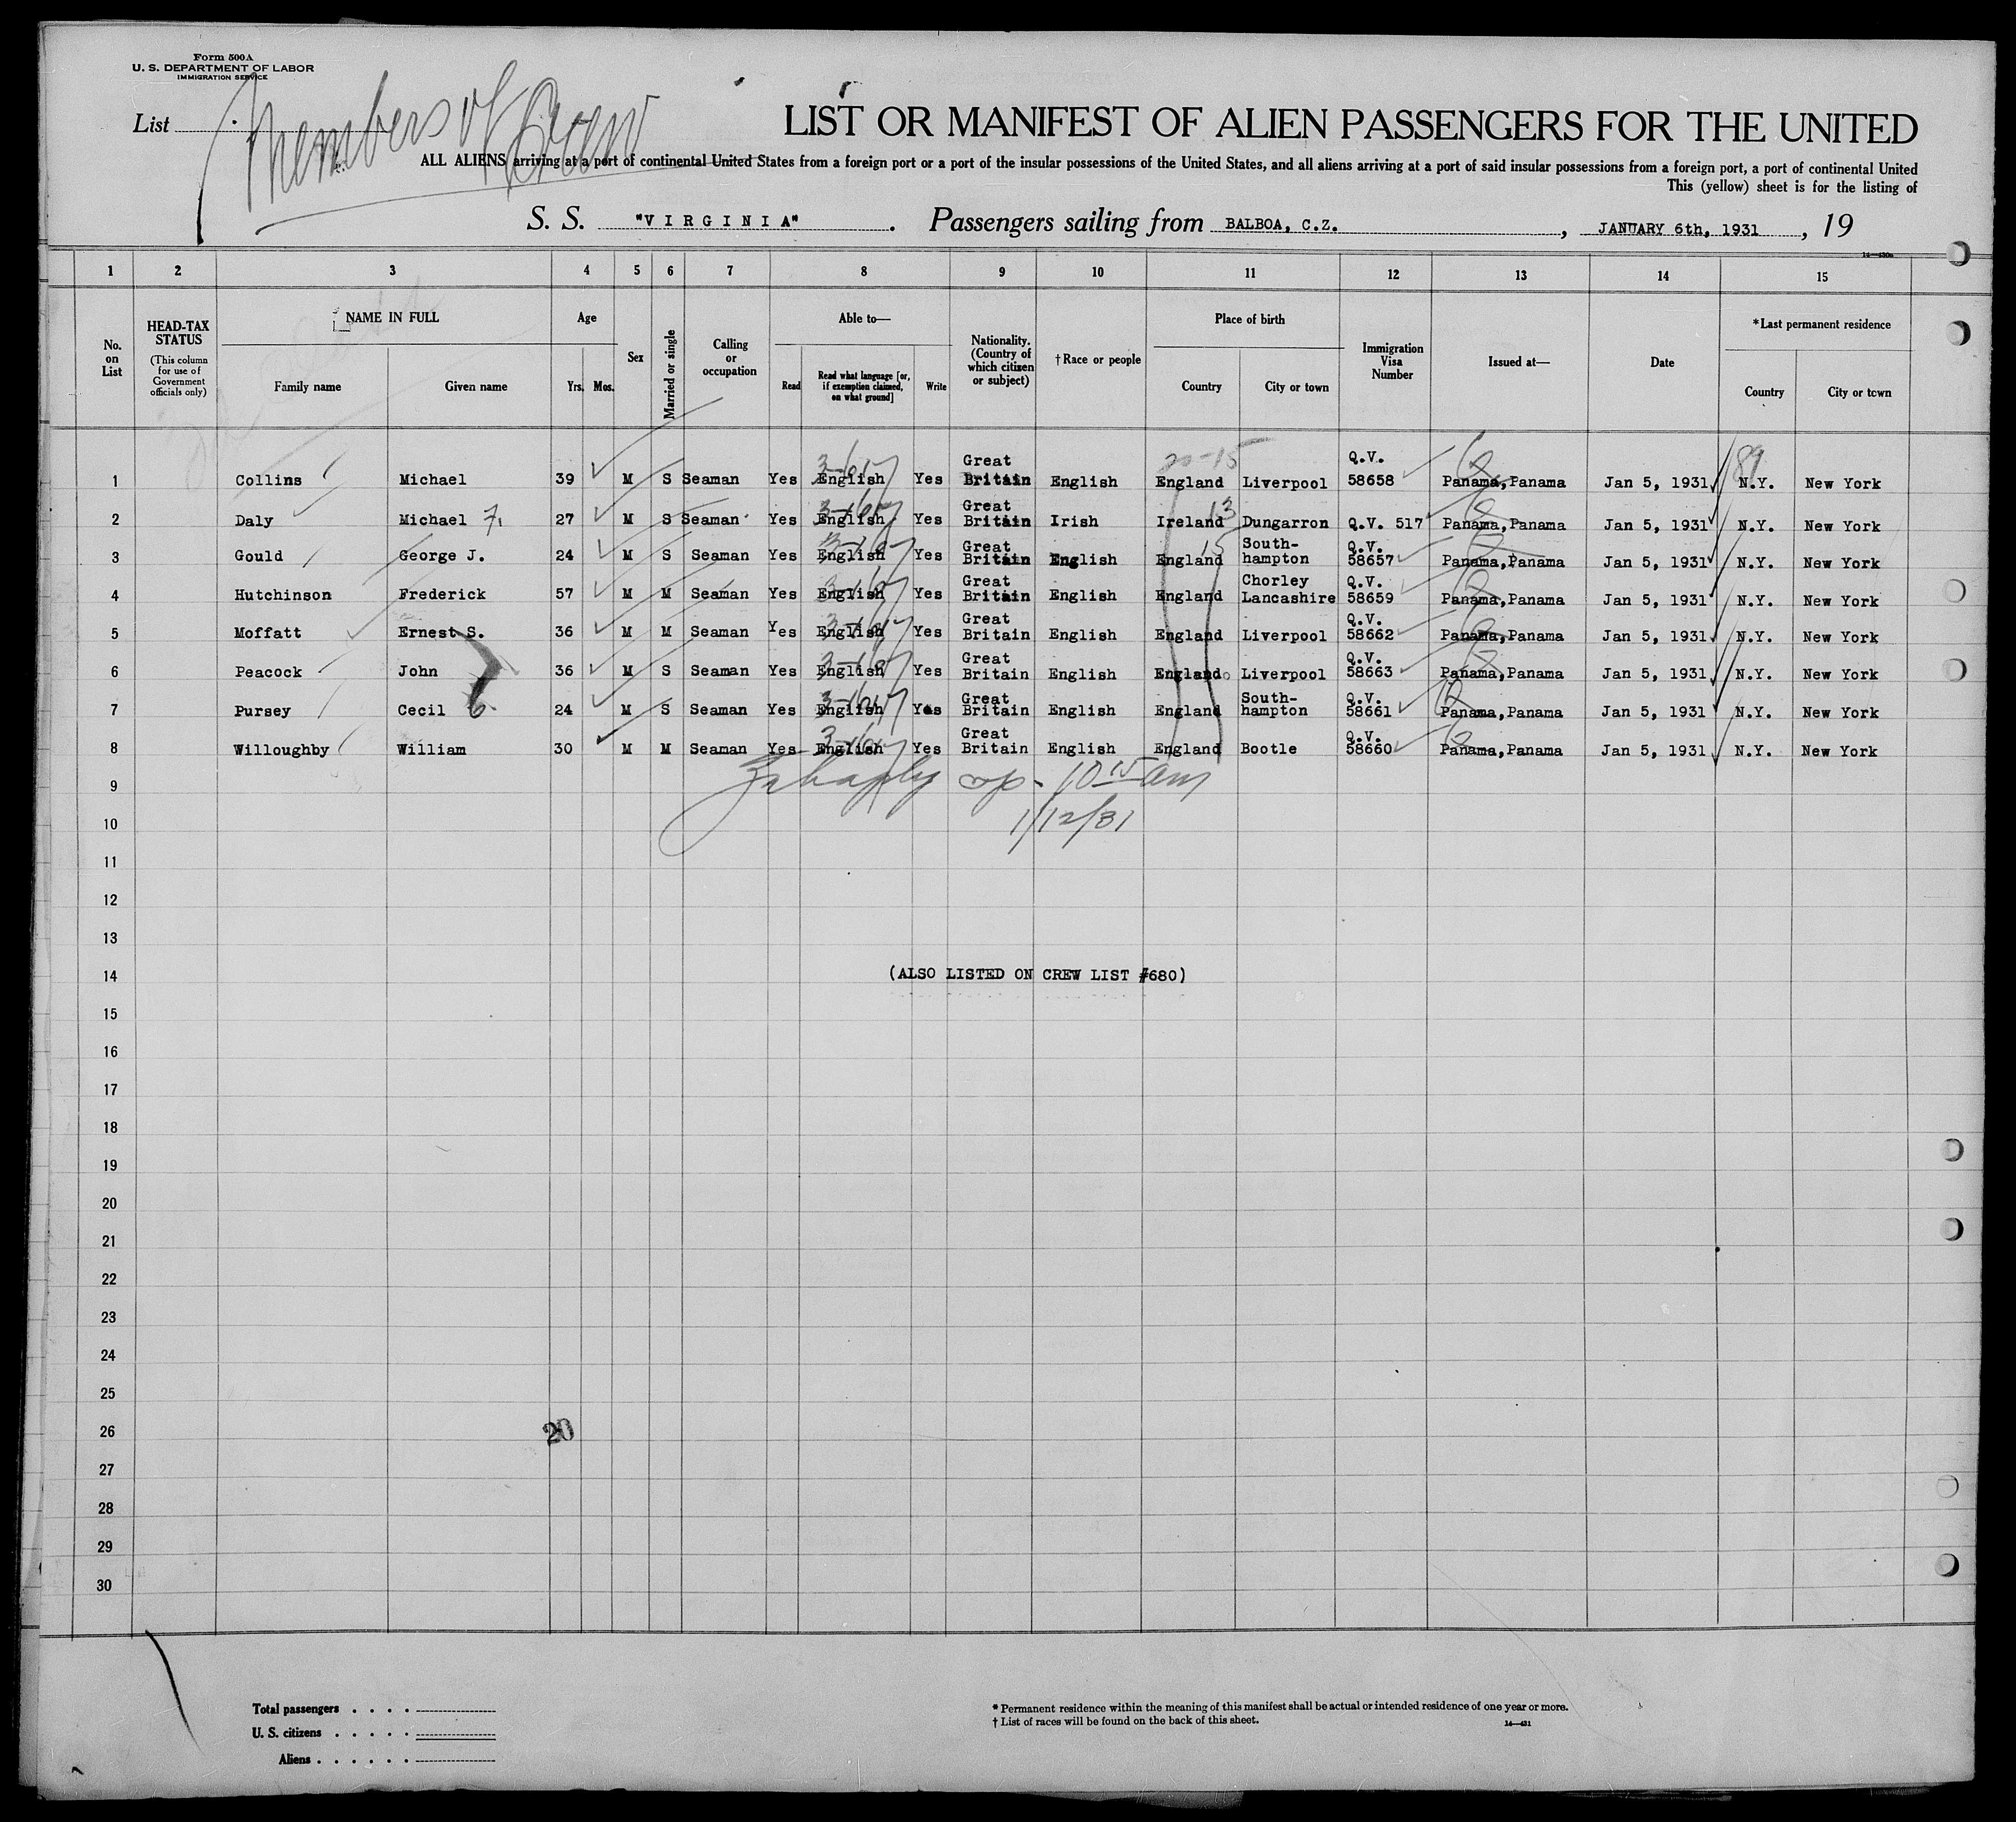 Form 500A
U. S. DEPARTMENT OF LABOR
IMMIGRATION SERVICE
List
Members of Crew
LIST OR MANIFEST OF ALIEN PASSENGERS FOR THE UNITED
ALL ALIENS arriving at a port of continental United States from a foreign port or a port of the insular possessions of the United States, and all aliens arriving at a port of said insular possessions from a foreign port, a port of continental United
This (yellow) sheet is for the listing of
S. S. "VIRGINIA". Passengers sailing from BALBOA, C.Z., JANUARY 6th, 1931, 19
14—430a
1 2 3 4 5 6 7 8 9 10 11 12 13 14 15
No. on List
HEAD-TAX STATUS
(This column for use of Government officials only)
NAME IN FULL
Family name Given name
Age
Yrs. Mos.
Sex
Married or single
Calling or occupation
Able to—
Read Read what language [or, if exemption claimed, on what ground] Write
Nationality. (Country of which citizen or subject)
†Race or people
Place of birth
Country City or town
Immigration Visa Number
Issued at—
Date
*Last permanent residence
Country City or town
20-15 89
1 Collins Michael 39 M S Seaman Yes English Yes Great Britain English England Liverpool Q.V. 58658 Panama, Panama Jan 5, 1931 N.Y. New York
2 Daly Michael F. 27 M S Seaman Yes English Yes Great Britain Irish Ireland 13 Dungarron Q.V. 517 Panama, Panama Jan 5, 1931 N.Y. New York
3 Gould George J. 24 M S Seaman Yes English Yes Great Britain English England 15 South-hampton Q.V. 58657 Panama, Panama Jan 5, 1931 N.Y. New York
4 Hutchinson Frederick 57 M M Seaman Yes English Yes Great Britain English England Chorley Lancashire Q.V. 58659 Panama, Panama Jan 5, 1931 N.Y. New York
5 Moffatt Ernest S. 36 M M Seaman Yes English Yes Great Britain English England Liverpool Q.V. 58662 Panama, Panama Jan 5, 1931 N.Y. New York
6 Peacock John 36 M S Seaman Yes English Yes Great Britain English England Liverpool Q.V. 58663 Panama, Panama Jan 5, 1931 N.Y. New York
7 Pursey Cecil 24 M S Seaman Yes English Yes Great Britain English England South-hampton Q.V. 58661 Panama, Panama Jan 5, 1931 N.Y. New York
8 Willoughby William 30 M M Seaman Yes English Yes Great Britain English England Bootle Q.V. 58660 Panama, Panama Jan 5, 1931 N.Y. New York
9
10 15 am
10
1/12/31
11
12
13
14 (ALSO LISTED ON CREW LIST #680)
15
16
17
18
19
20
21
22
23
24
25
26 20
27
28
29
30
Total passengers . . . .
U. S. citizens . . . . .
Aliens . . . . . .
* Permanent residence within the meaning of this manifest shall be actual or intended residence of one year or more.
† List of races will be found on the back of this sheet.
14—431